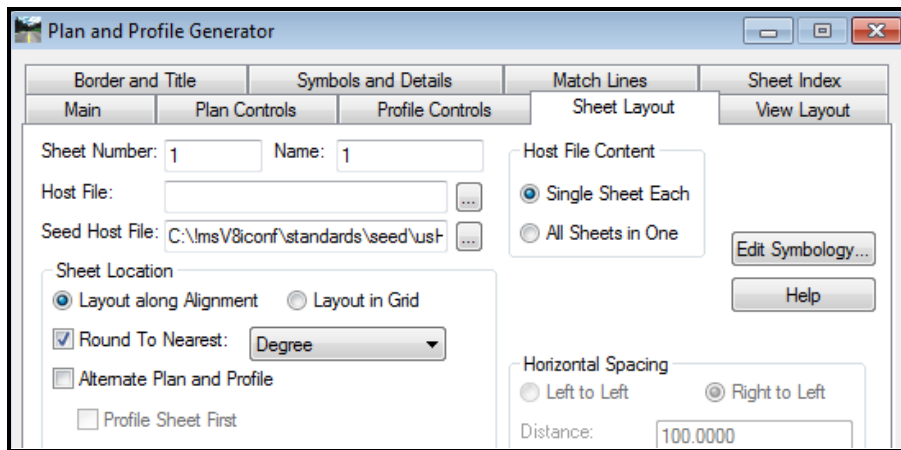 Plan and Profile Generator
Border and Title Symbols and Details Match Lines Sheet Index
Main Plan Controls Profile Controls Sheet Layout View Layout
Sheet Number: 1 Name: 1
Host File: ...
Seed Host File: C:\!msV8iconf\standards\seed\usH ...
Host File Content
Single Sheet Each
All Sheets in One
Edit Symbology...
Help
Sheet Location
Layout along Alignment Layout in Grid
Round To Nearest: Degree
Alternate Plan and Profile
Profile Sheet First
Horizontal Spacing
Left to Left Right to Left
Distance: 100.0000